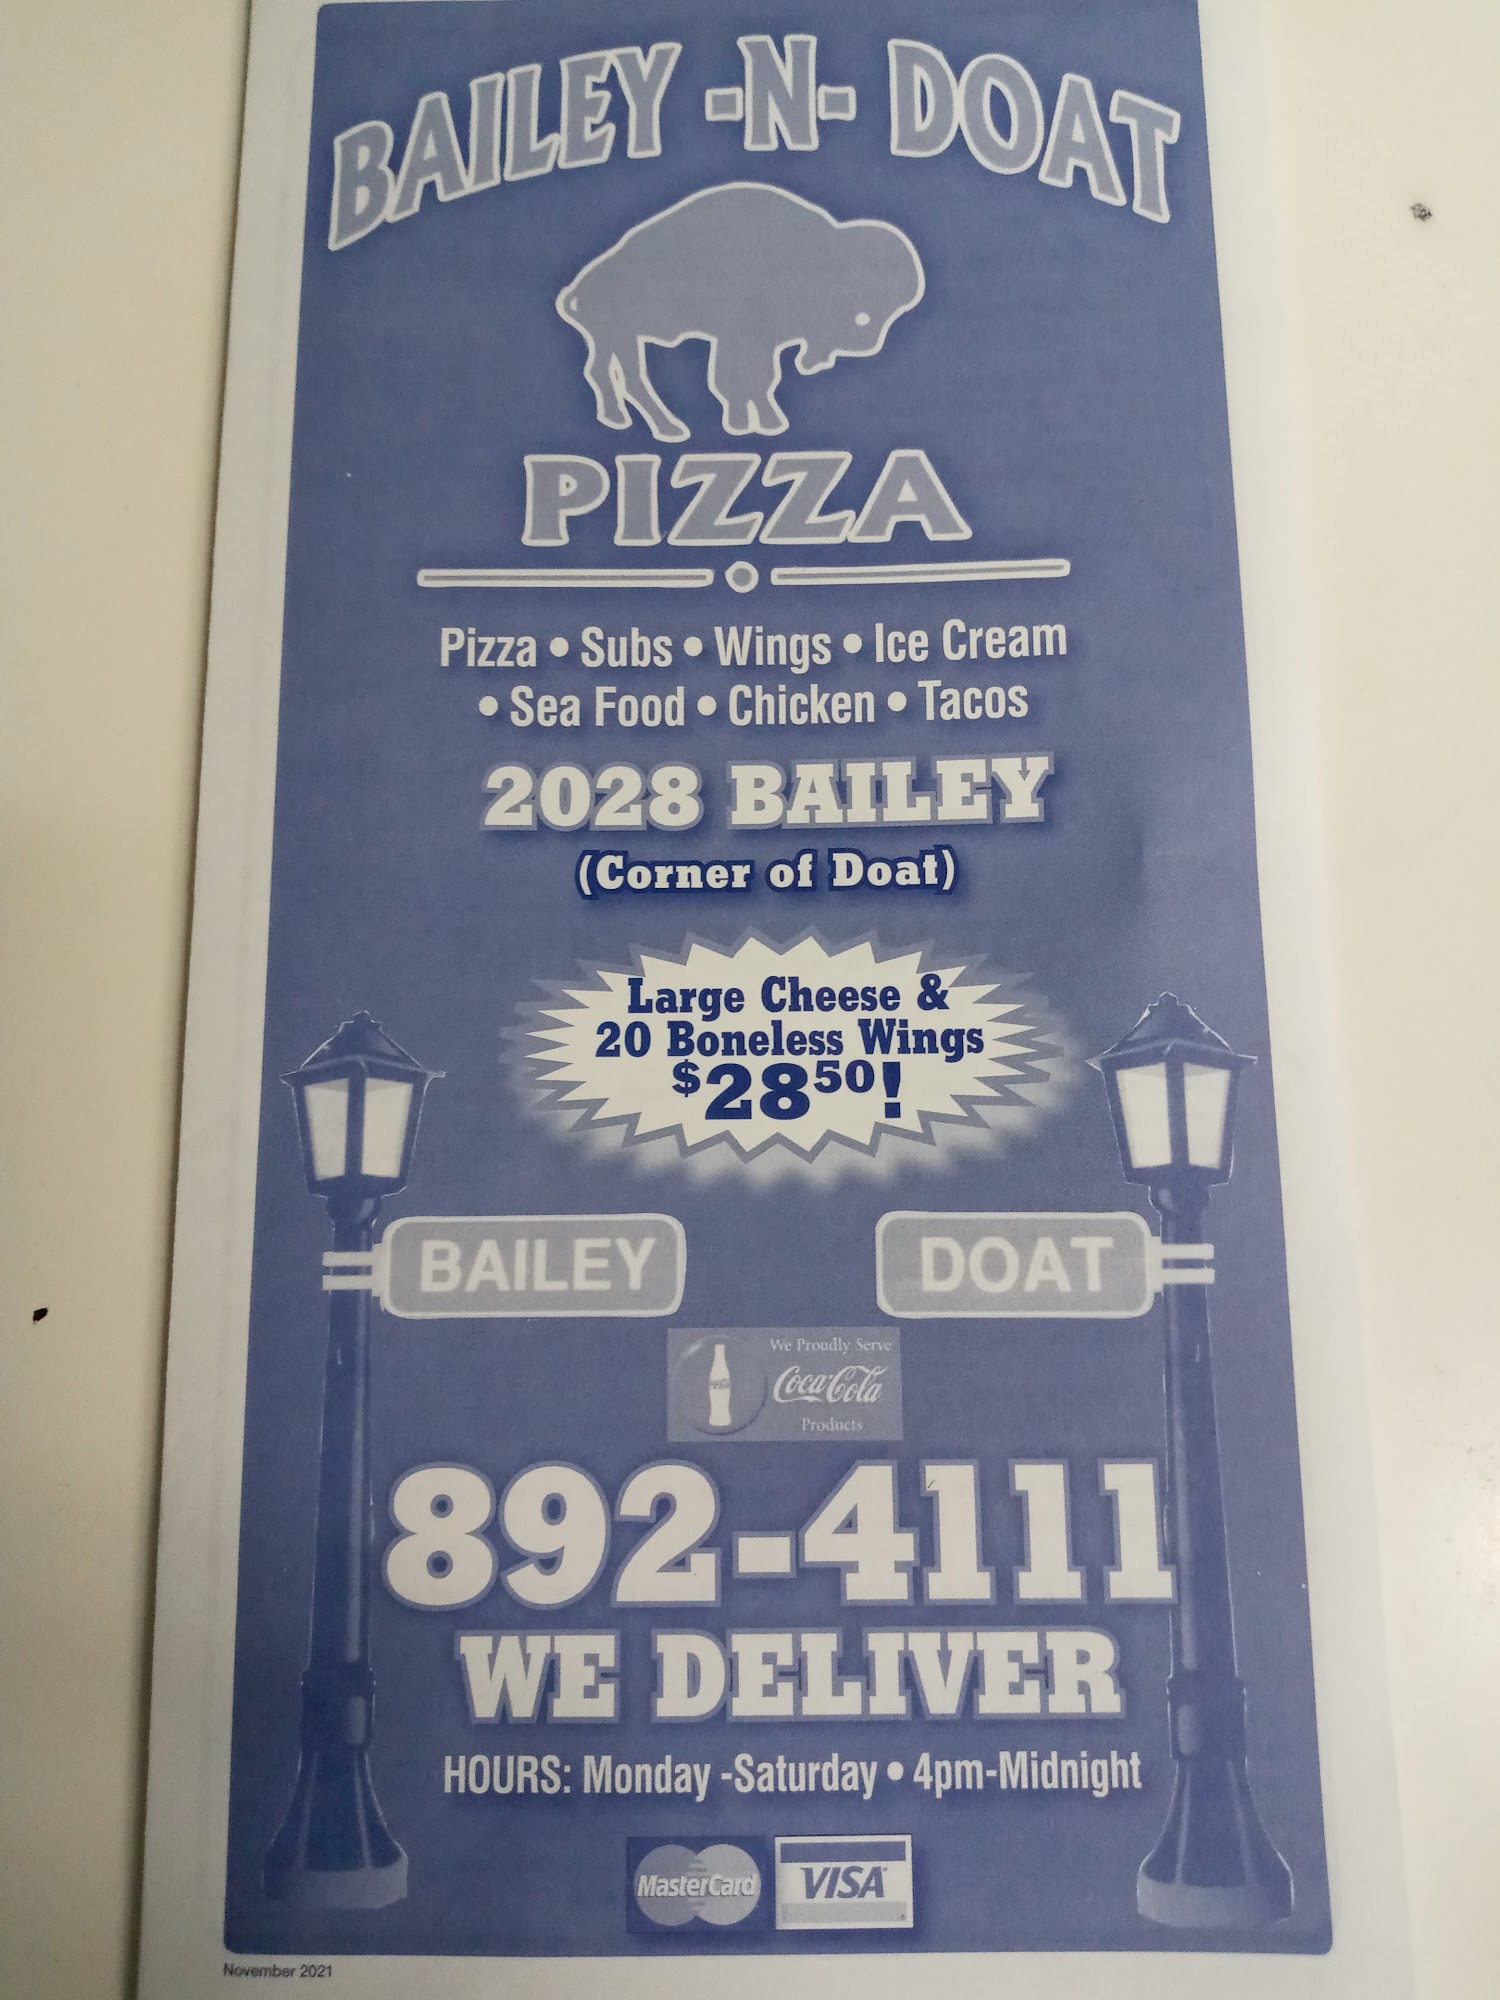 BAILEY -N- DOAT
PIZZA
Pizza • Subs • Wings • Ice Cream
• Sea Food • Chicken • Tacos
2028 BAILEY
(Corner of Doat)
Large Cheese &
20 Boneless Wings
$2850!
BAILEY
DOAT
We Proudly Serve
Coca-Cola
Products
892-4111
WE DELIVER
HOURS: Monday -Saturday • 4pm-Midnight
MasterCard
VISA
November 2021